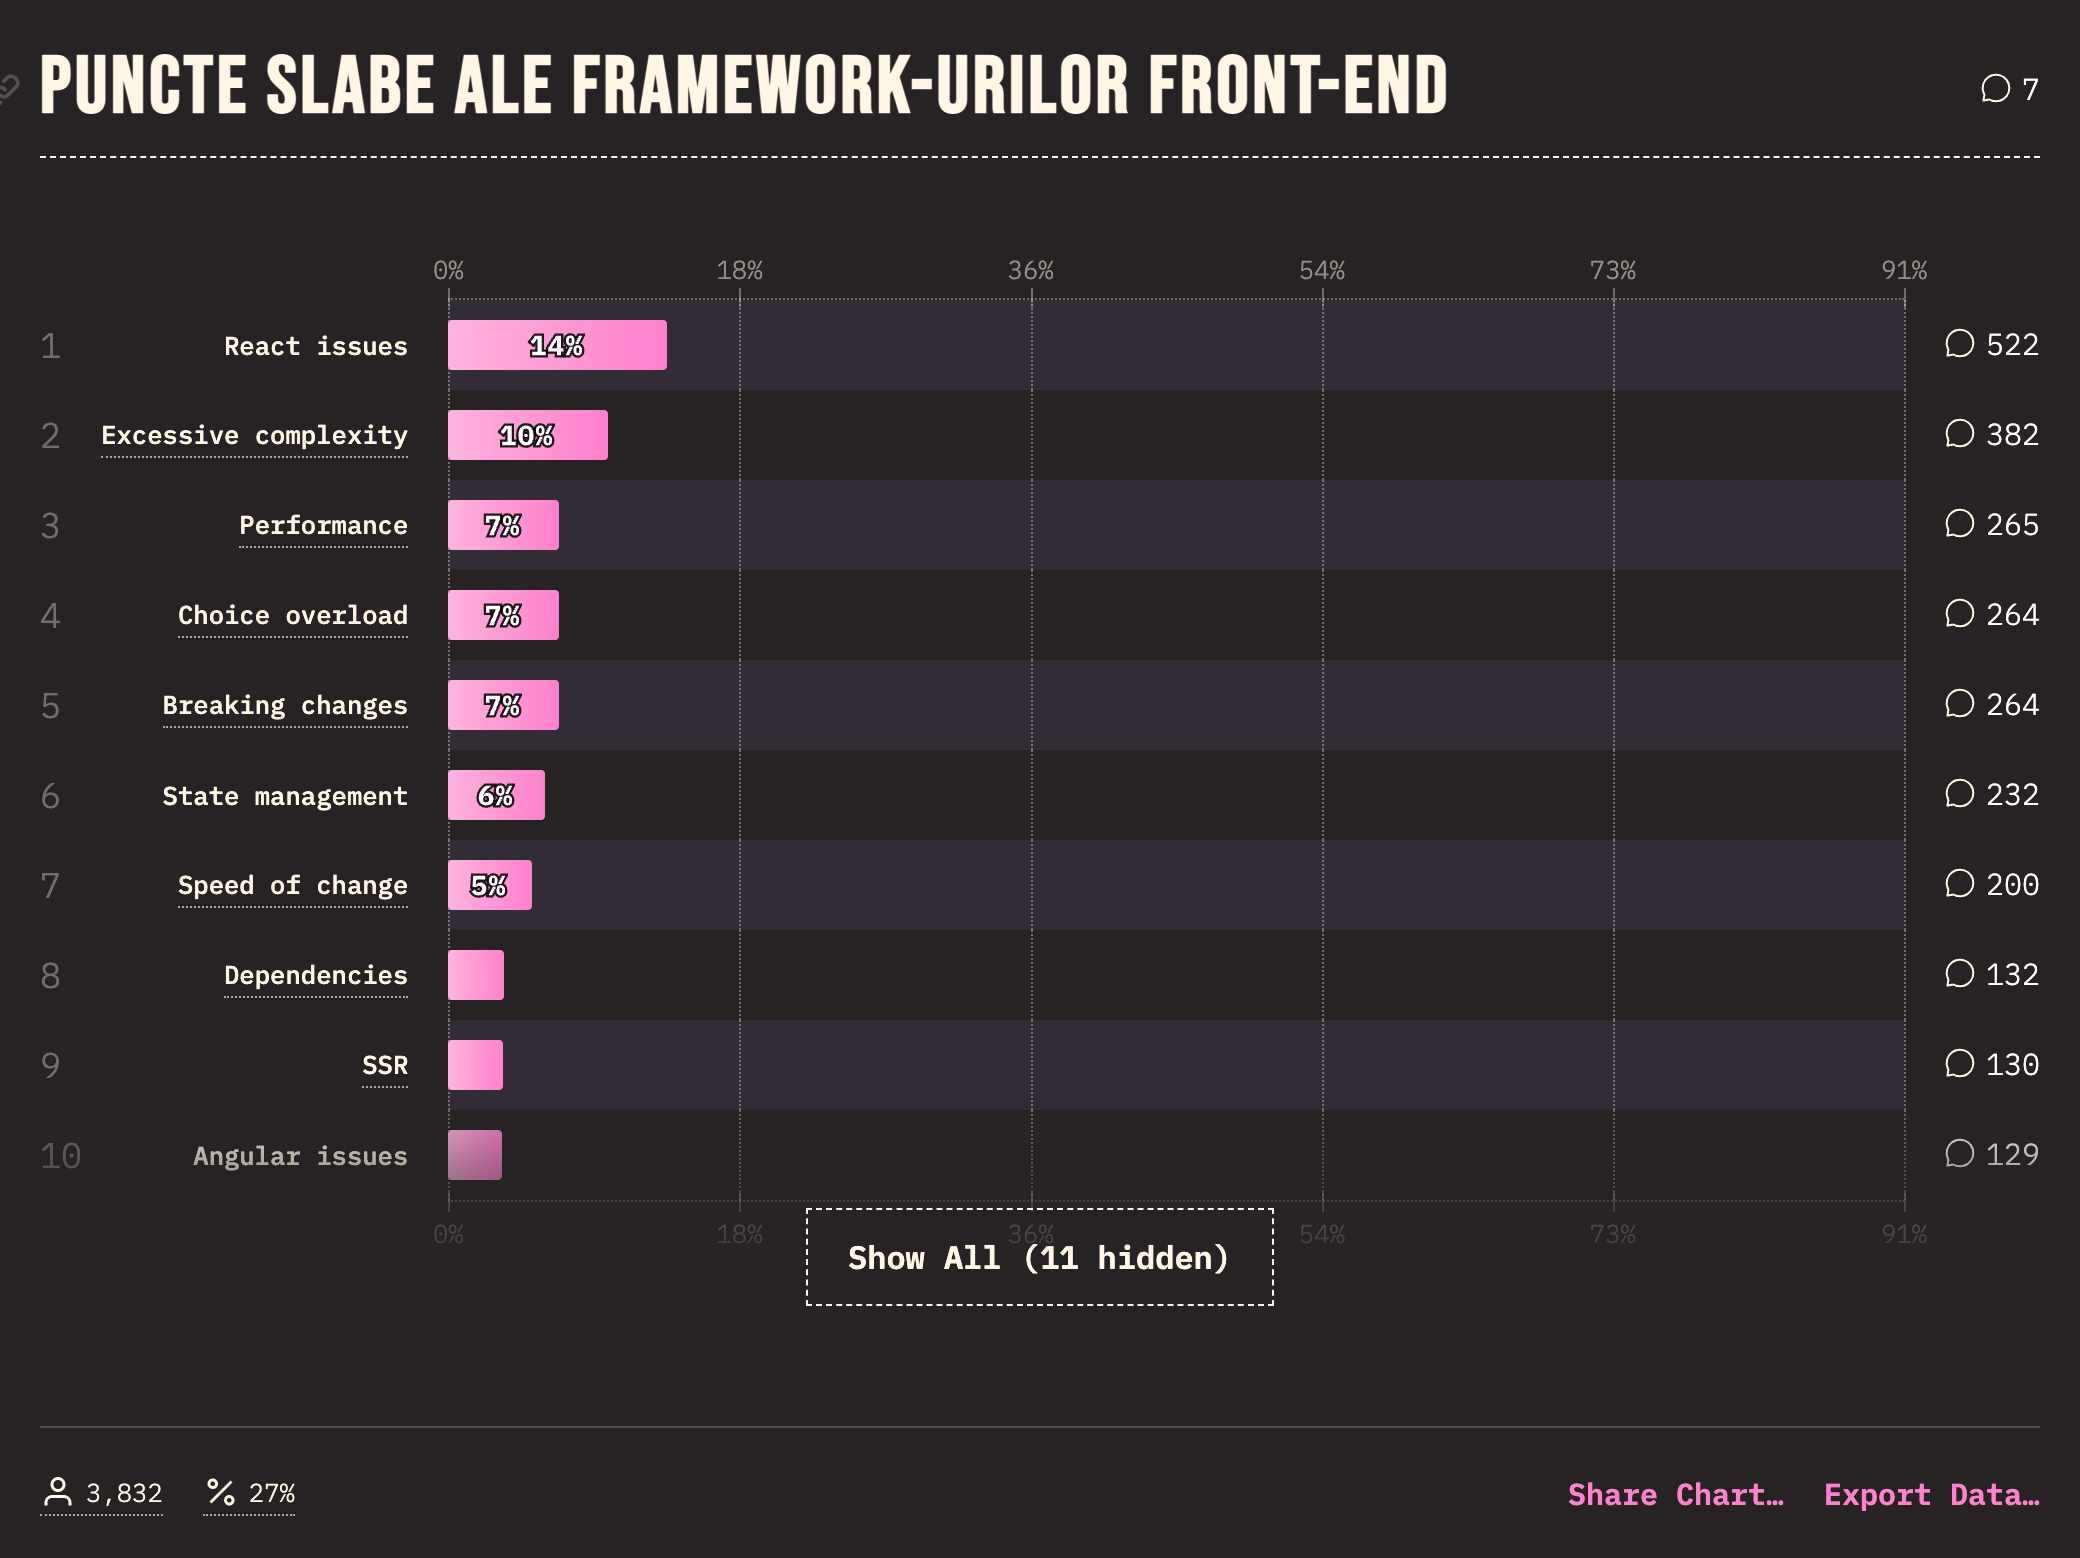 PUNCTE SLABE ALE FRAMEWORK-URILOR FRONT-END
7
0% 18% 36% 54% 73% 91%
1 React issues 14% 522
2 Excessive complexity 10% 382
3 Performance 7% 265
4 Choice overload 7% 264
5 Breaking changes 7% 264
6 State management 6% 232
7 Speed of change 5% 200
8 Dependencies 132
9 SSR 130
10 Angular issues 129
0% 18% 36% 54% 73% 91%
Show All (11 hidden)
3,832 27% Share Chart… Export Data…